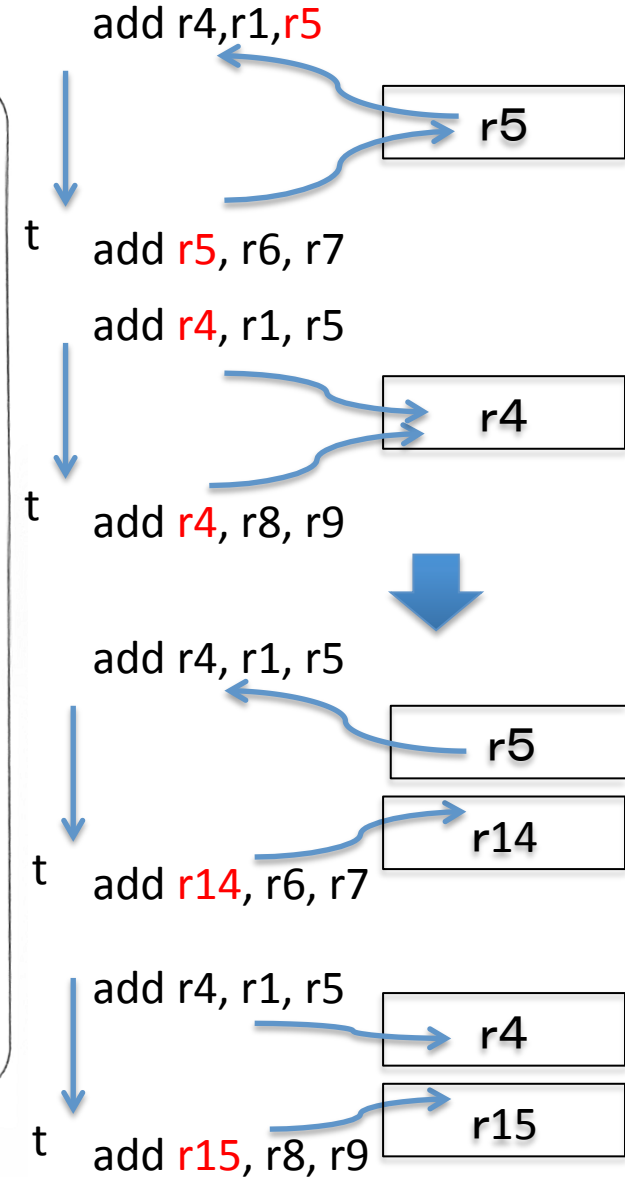 add r4,r1,r5
r5
t
add r5, r6, r7
add r4, r1, r5
r4
t
add r4, r8, r9
add r4, r1, r5
r5
r14
t
add r14, r6, r7
add r4, r1, r5
r4
r15
t
add r15, r8, r9